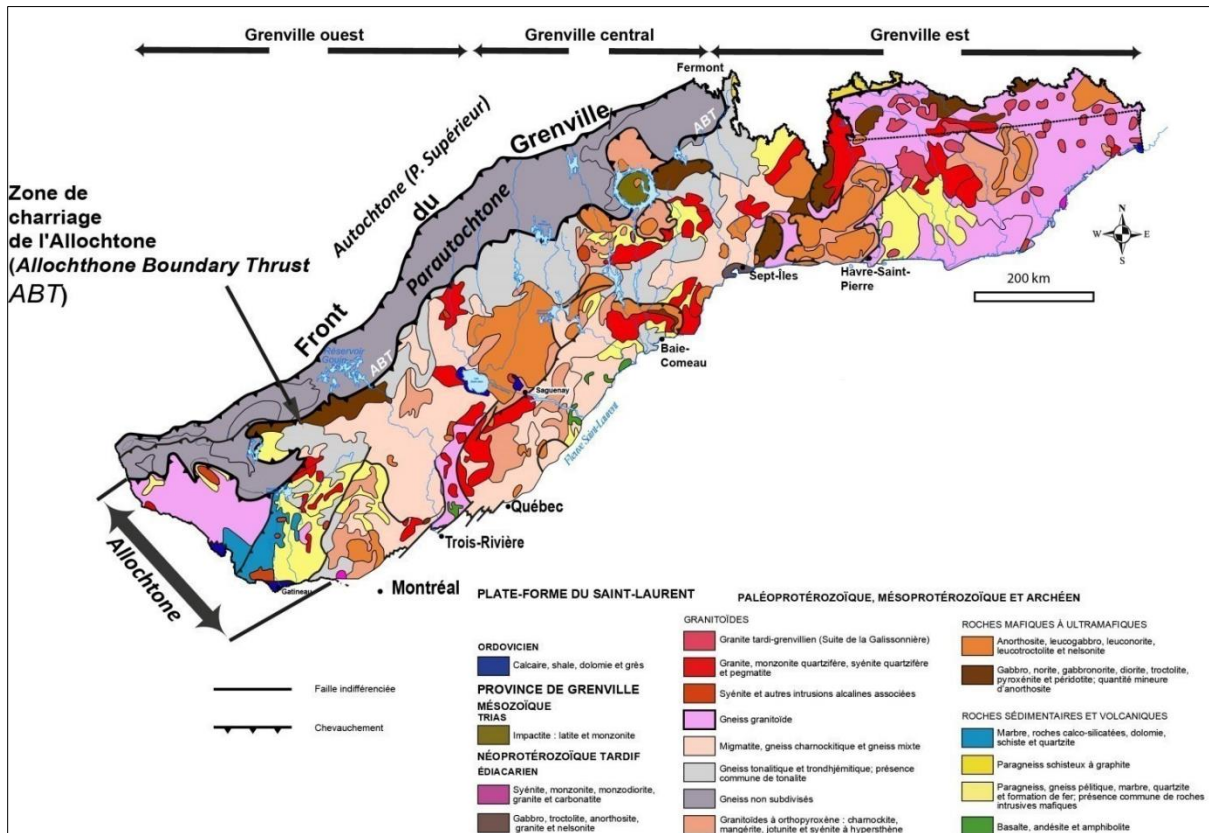 Grenville ouest
Grenville central
Grenville est
Fermont
Autochtone (P. Supérieur)
Front
du
Grenville
Parautochtone
ABT
ABT
Zone de
charriage
de l'Allochtone
(Allochthone Boundary Thrust
ABT)
Réservoir
Gouin
N
W
E
S
200 km
Sept-Îles
Hâvre-Saint-
Pierre
Baie-
Comeau
Saguenay
Fleuve Saint-Laurent
Québec
Trois-Rivière
Montréal
Gatineau
Allochtone
Faille indifférenciée
Chevauchement
PLATE-FORME DU SAINT-LAURENT
ORDOVICIEN
Calcaire, shale, dolomie et grès
PROVINCE DE GRENVILLE
MÉSOZOÏQUE
TRIAS
Impactite : latite et monzonite
NÉOPROTÉROZOÏQUE TARDIF
ÉDIACARIEN
Syénite, monzonite, monzodiorite,
granite et carbonatite
Gabbro, troctolite, anorthosite,
granite et nelsonite
PALÉOPROTÉROZOÏQUE, MÉSOPROTÉROZOÏQUE ET ARCHÉEN
GRANITOÏDES
Granite tardi-grenvillien (Suite de la Galissonnière)
Granite, monzonite quartzifère, syénite quartzifère
et pegmatite
Syénite et autres intrusions alcalines associées
Gneiss granitoïde
Migmatite, gneiss charnockitique et gneiss mixte
Gneiss tonalitique et trondhjémitique; présence
commune de tonalite
Gneiss non subdivisés
Granitoïdes à orthopyroxène : charnockite,
mangérite, jotunite et syénite à hypersthène
ROCHES MAFIQUES À ULTRAMAFIQUES
Anorthosite, leucogabbro, leuconorite,
leucotroctolite et nelsonite
Gabbro, norite, gabbronorite, diorite, troctolite,
pyroxénite et péridotite; quantité mineure
d'anorthosite
ROCHES SÉDIMENTAIRES ET VOLCANIQUES
Marbre, roches calco-silicatées, dolomie,
schiste et quartzite
Paragneiss schisteux à graphite
Paragneiss, gneiss pélitique, marbre, quartzite
et formation de fer; présence commune de roches
intrusives mafiques
Basalte, andésite et amphibolite